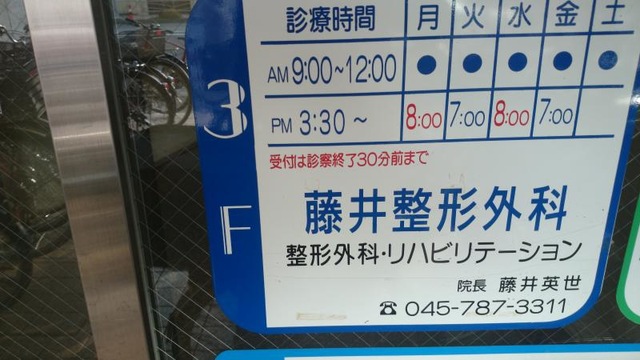 診療時間 月 火 水 金 土
AM 9:00~12:00 ● ● ● ● ●
PM 3:30~ 8:00 7:00 8:00 7:00
受付は診察終了30分前まで
3F
藤井整形外科
整形外科・リハビリテーション
院長 藤井英世
☎ 045-787-3311